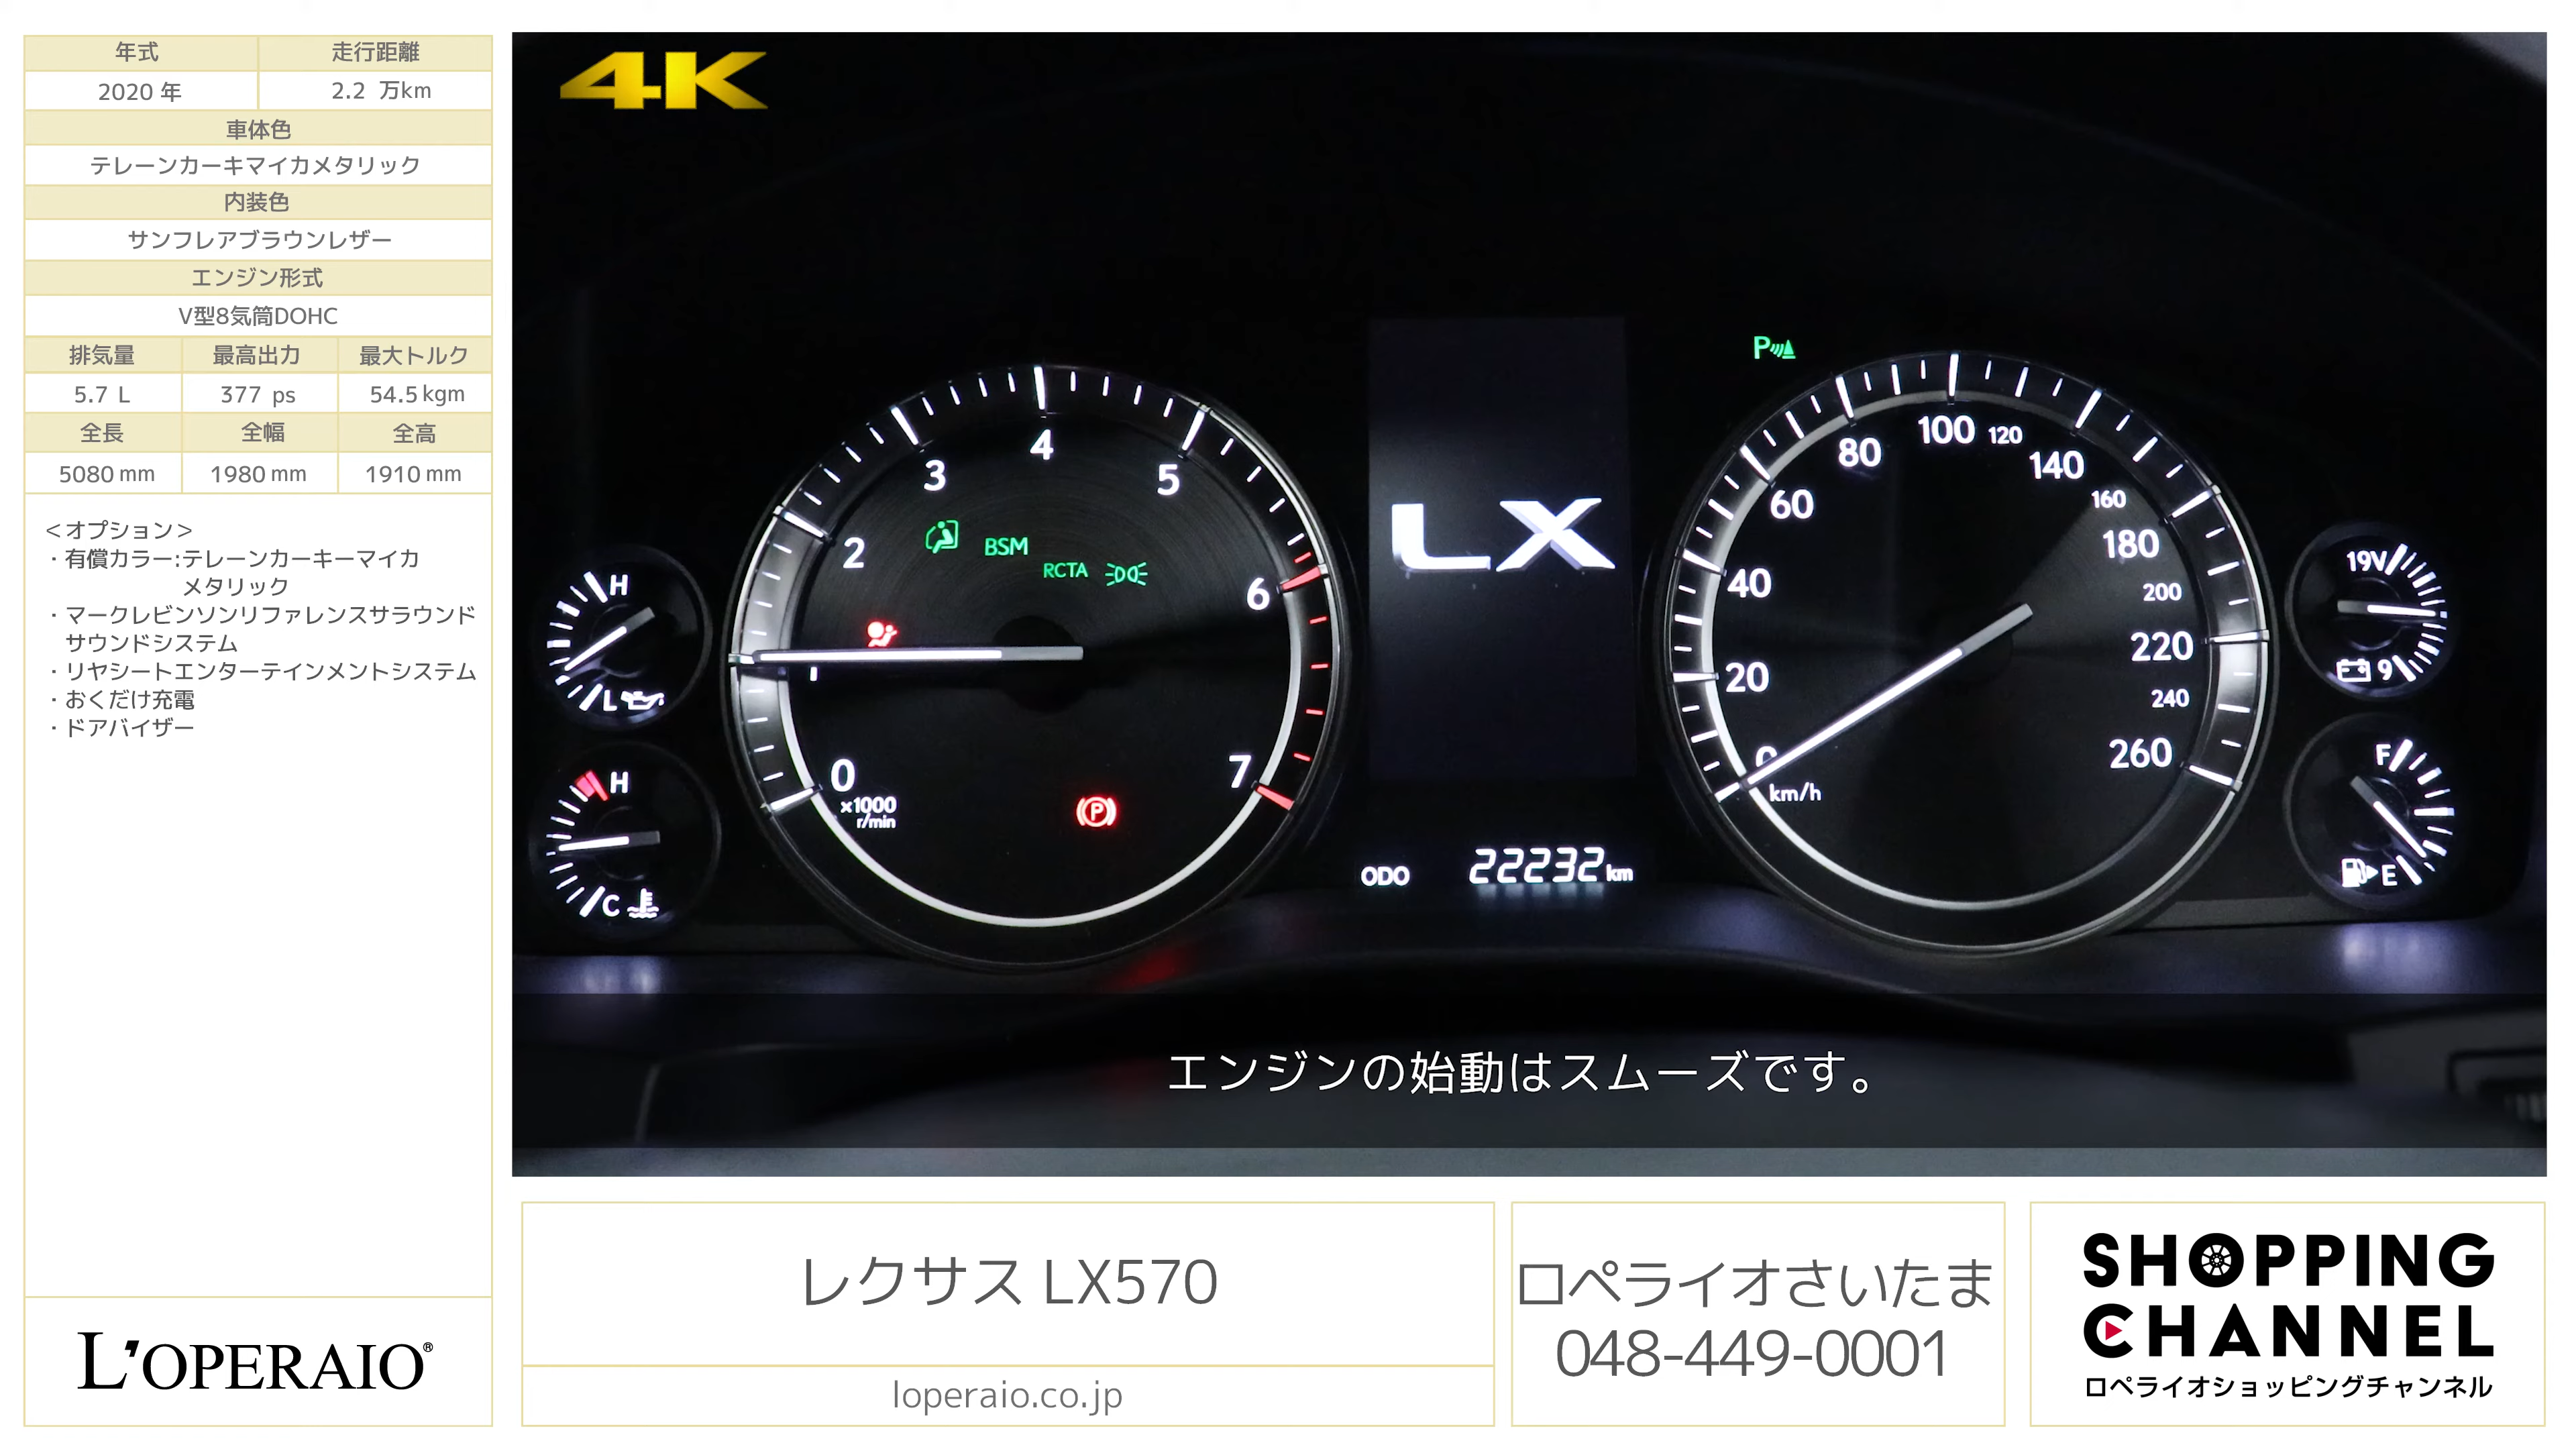 年式 走行距離
2020 年 2.2 万km
車体色
テレーンカーキマイカメタリック
内装色
サンフレアブラウンレザー
エンジン形式
V型8気筒DOHC
排気量 最高出力 最大トルク
5.7 L 377 ps 54.5 kgm
全長 全幅 全高
5080 mm 1980 mm 1910 mm
＜オプション＞
・有償カラー:テレーンカーキーマイカ
メタリック
・マークレビンソンリファレンスサラウンド
サウンドシステム
・リヤシートエンターテインメントシステム
・おくだけ充電
・ドアバイザー
L'OPERAIO®
4K
H
L
H
C
0
1
2
3
4
5
6
7
x1000
r/min
BSM
RCTA
P
LX
ODO 22232 km
P
0
20
40
60
80
100
120
140
160
180
200
220
240
260
km/h
19V
9
F
E
エンジンの始動はスムーズです。
レクサス LX570
loperaio.co.jp
ロペライオさいたま
048-449-0001
SHOPPING
CHANNEL
ロペライオショッピングチャンネル